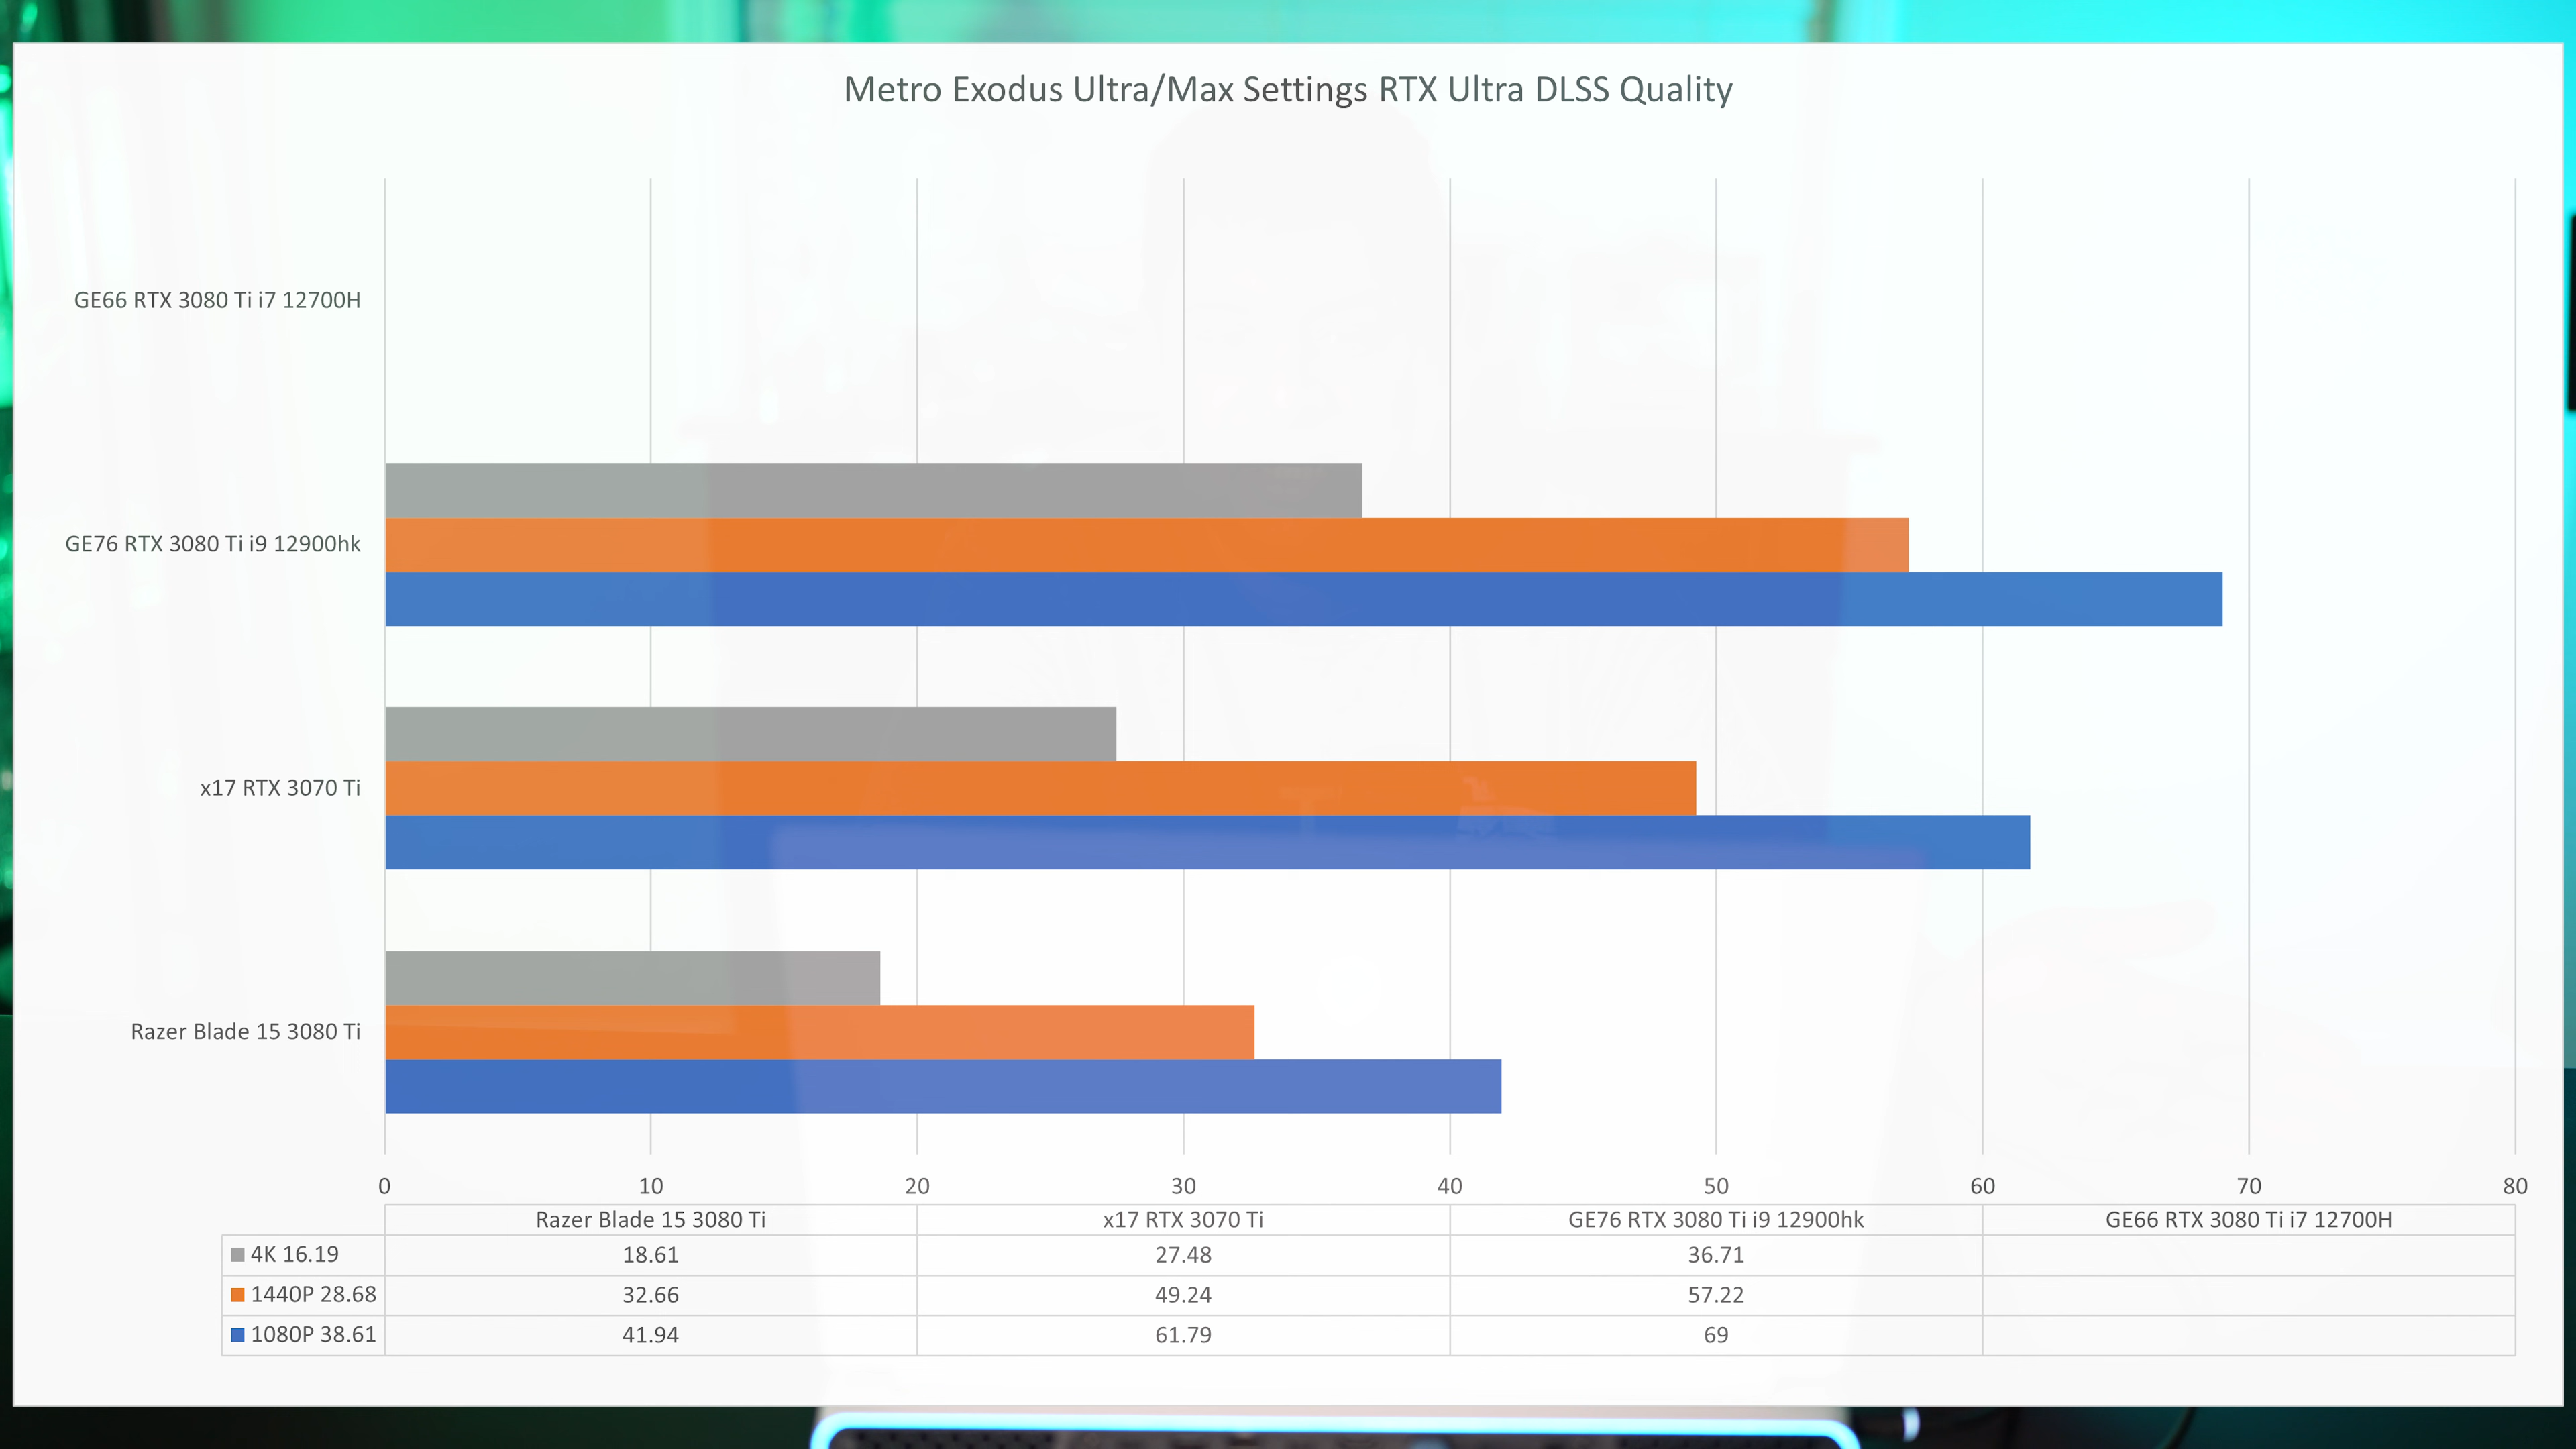 Metro Exodus Ultra/Max Settings RTX Ultra DLSS Quality
GE66 RTX 3080 Ti i7 12700H
GE76 RTX 3080 Ti i9 12900hk
x17 RTX 3070 Ti
Razer Blade 15 3080 Ti
0 10 20 30 40 50 60 70 80
Razer Blade 15 3080 Ti x17 RTX 3070 Ti GE76 RTX 3080 Ti i9 12900hk GE66 RTX 3080 Ti i7 12700H
4K 16.19 18.61 27.48 36.71
1440P 28.68 32.66 49.24 57.22
1080P 38.61 41.94 61.79 69